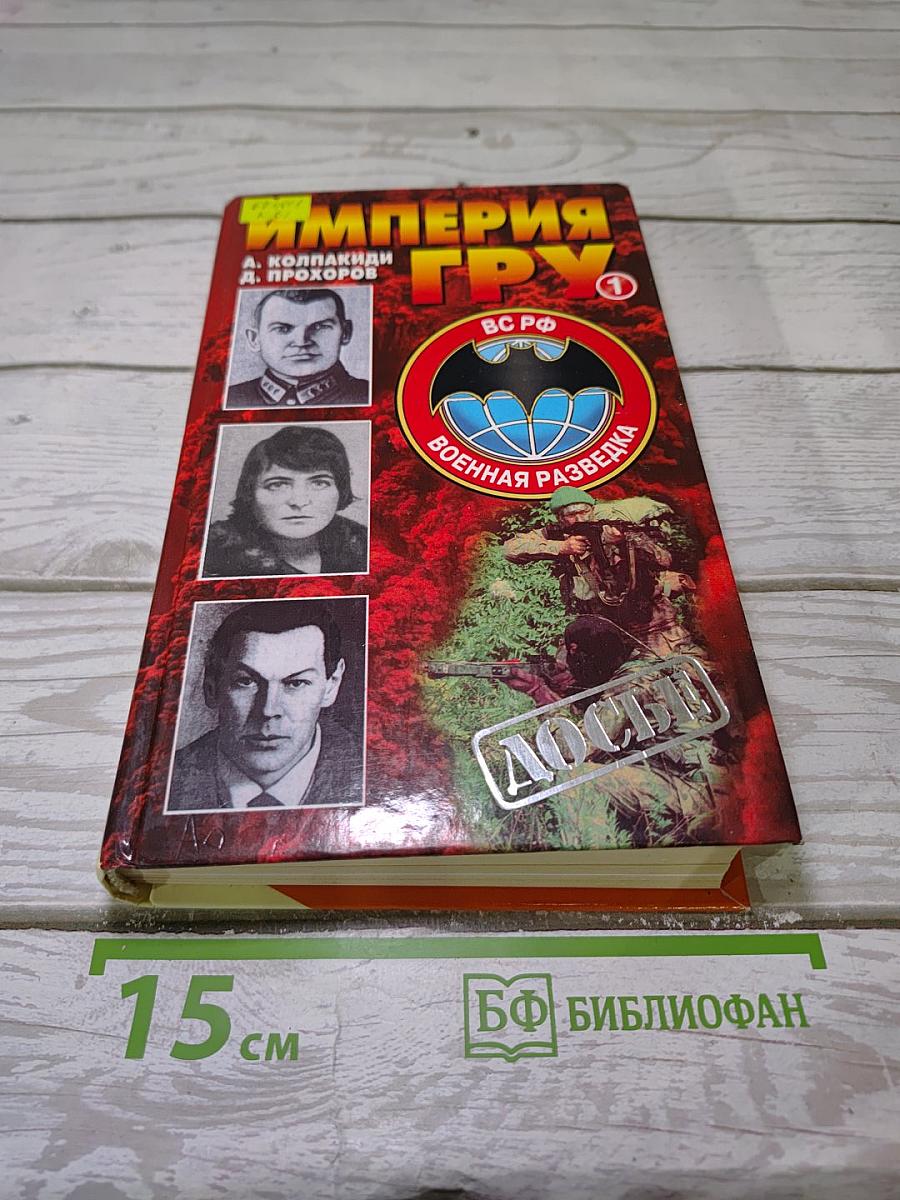 ИМПЕРИЯ
ГРУ
1
А. КОЛПАКИДИ
Д. ПРОХОРОВ
ВС РФ
ВОЕННАЯ РАЗВЕДКА
ДОСЬЕ
15 см
БФ БИБЛИОФАН